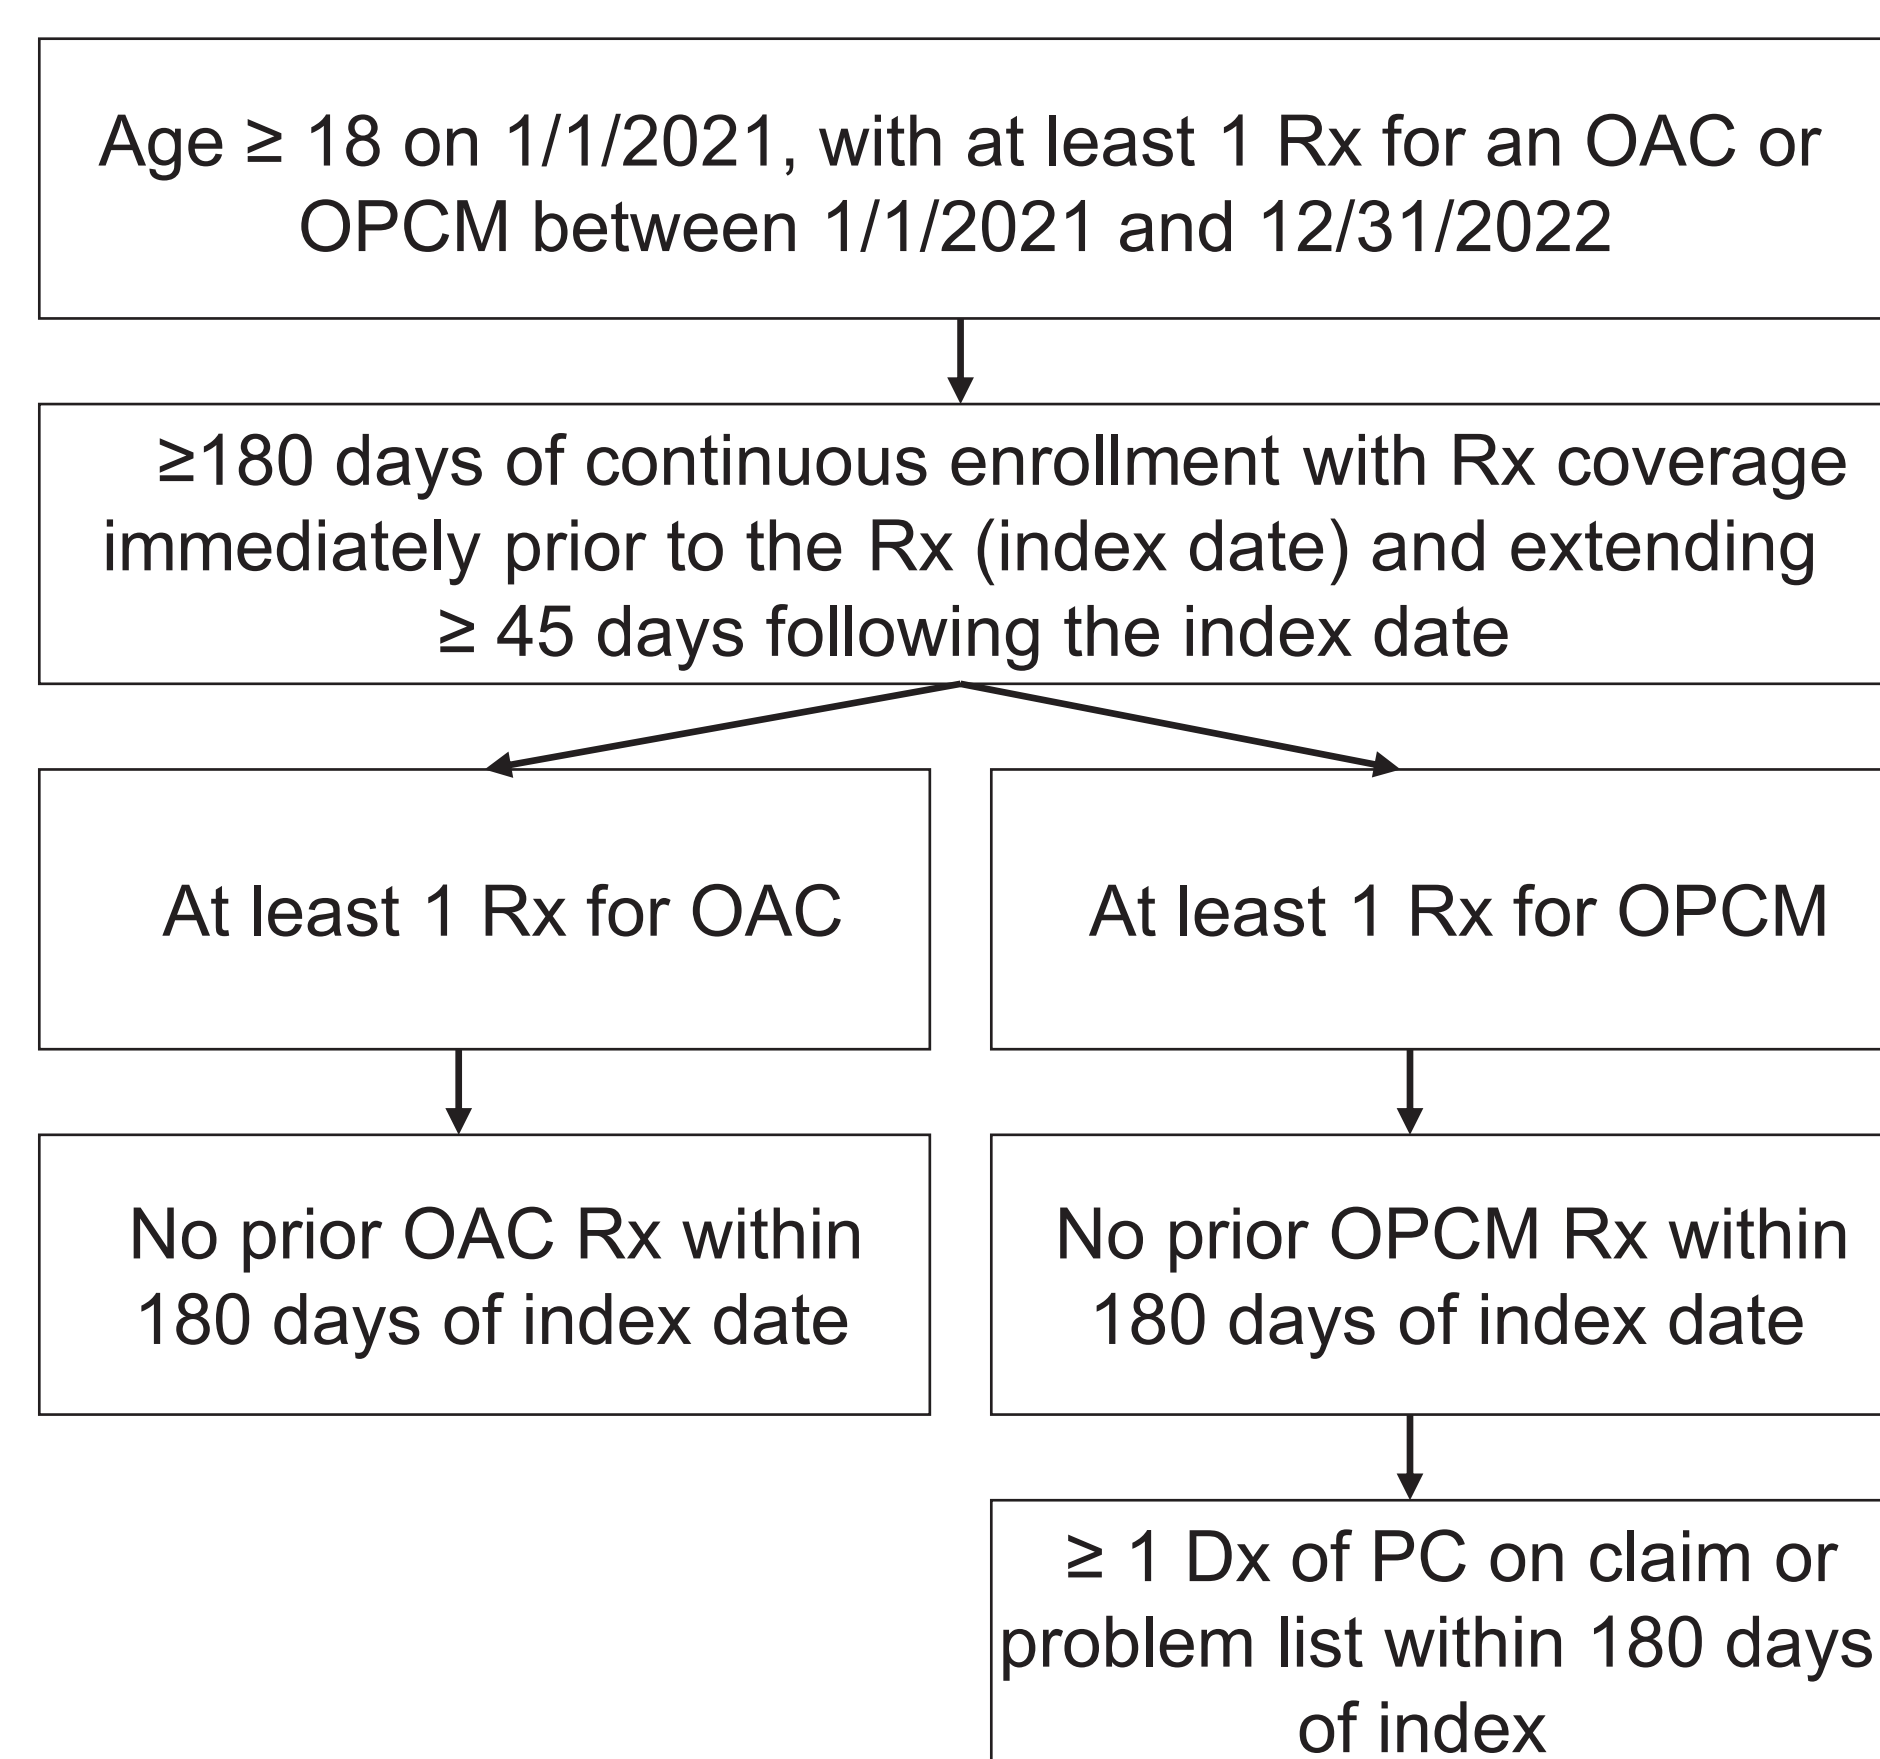 Age ≥ 18 on 1/1/2021, with at least 1 Rx for an OAC or
OPCM between 1/1/2021 and 12/31/2022
≥180 days of continuous enrollment with Rx coverage
immediately prior to the Rx (index date) and extending
≥ 45 days following the index date
At least 1 Rx for OAC
At least 1 Rx for OPCM
No prior OAC Rx within
180 days of index date
No prior OPCM Rx within
180 days of index date
≥ 1 Dx of PC on claim or
problem list within 180 days
of index